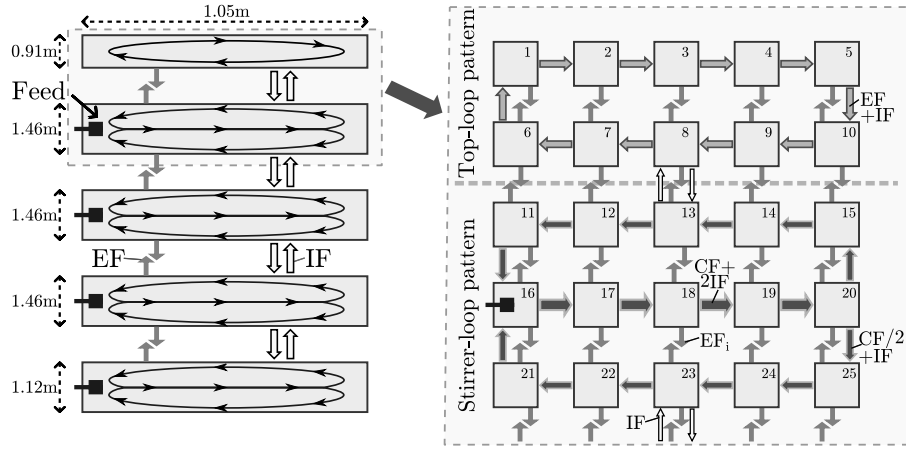 1.05m
0.91m
Feed
1.46m
1.46m
EF
IF
1.46m
1.12m
Top-loop pattern
Stirrer-loop pattern
1
2
3
4
5
EF
+IF
6
7
8
9
10
11
12
13
14
15
CF+
2IF
16
17
18
19
20
EFi
CF/2
+IF
21
22
23
24
25
IF